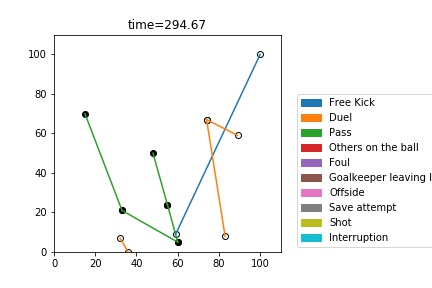 time=294.67
100
80
60
40
20
0
0 20 40 60 80 100
Free Kick
Duel
Pass
Others on the ball
Foul
Goalkeeper leaving l
Offside
Save attempt
Shot
Interruption